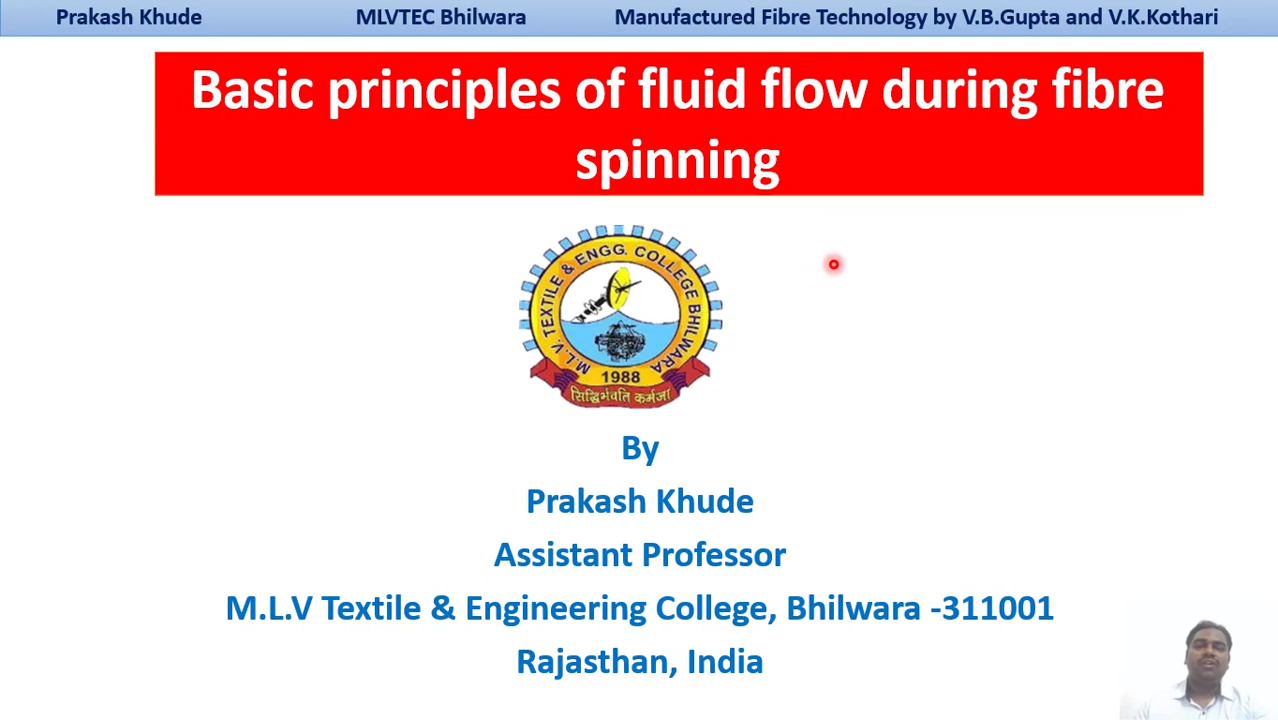 Prakash Khude MLVTEC Bhilwara Manufactured Fibre Technology by V.B.Gupta and V.K.Kothari
Basic principles of fluid flow during fibre
spinning
M.L.V. TEXTILE & ENGG. COLLEGE BHILWARA
1988
सिद्धिर्भवति कर्मजा
By
Prakash Khude
Assistant Professor
M.L.V Textile & Engineering College, Bhilwara -311001
Rajasthan, India